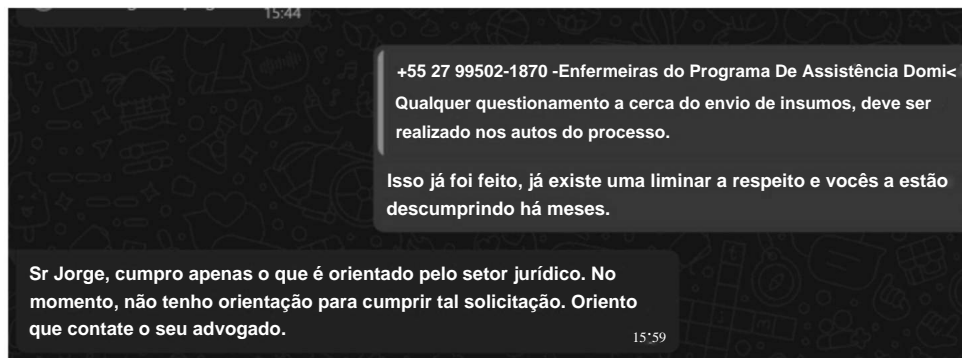 15:44
+55 27 99502-1870 -Enfermeiras do Programa De Assistência Domi<
Qualquer questionamento a cerca do envio de insumos, deve ser
realizado nos autos do processo.
Isso já foi feito, já existe uma liminar a respeito e vocês a estão
descumprindo há meses.
Sr Jorge, cumpro apenas o que é orientado pelo setor jurídico. No
momento, não tenho orientação para cumprir tal solicitação. Oriento
que contate o seu advogado.
15:59